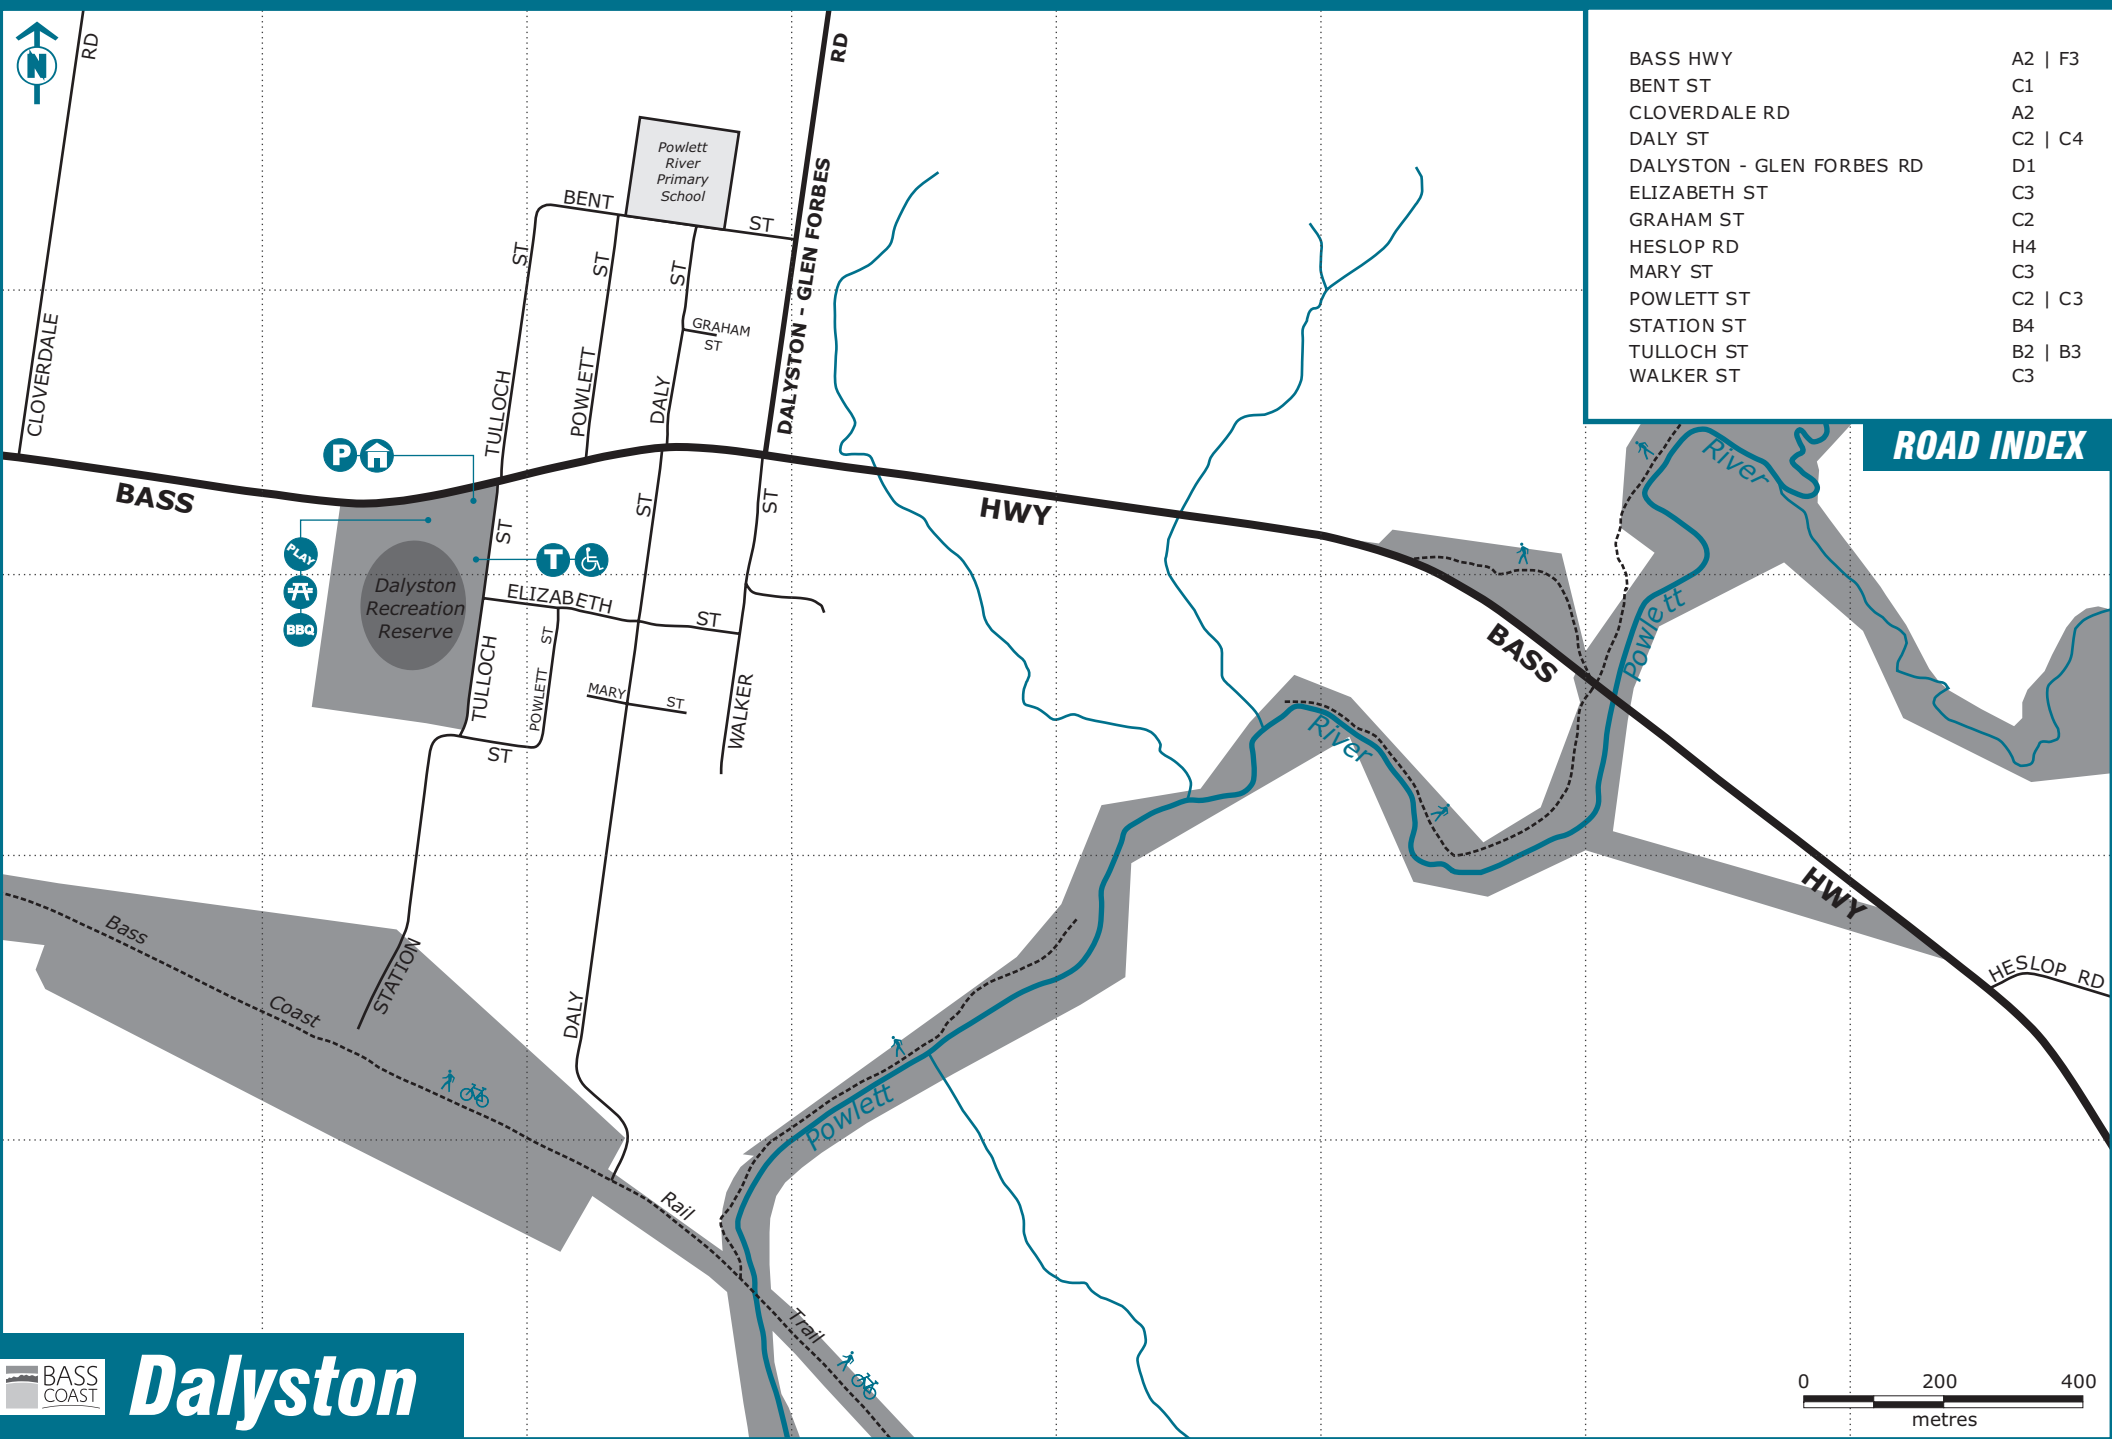 N
RD
RD
BASS HWY A2 | F3
BENT ST C1
CLOVERDALE RD A2
DALY ST C2 | C4
DALYSTON - GLEN FORBES RD D1
ELIZABETH ST C3
GRAHAM ST C2
HESLOP RD H4
MARY ST C3
POWLETT ST C2 | C3
STATION ST B4
TULLOCH ST B2 | B3
WALKER ST C3
ROAD INDEX
Powlett
River
Primary
School
BENT
ST
ST
ST
ST
DALYSTON - GLEN FORBES
GRAHAM
ST
CLOVERDALE
TULLOCH
POWLETT
DALY
P
BASS
HWY
ST
ST
ST
River
PLAY
T
BBQ
Dalyston
Recreation
Reserve
ELIZABETH
ST
ST
TULLOCH
POWLETT
MARY
ST
WALKER
ST
BASS
Powlett
River
HWY
HESLOP RD
Bass
Coast
STATION
DALY
Powlett
Rail
Trail
BASS
COAST
Dalyston
0 200 400
metres